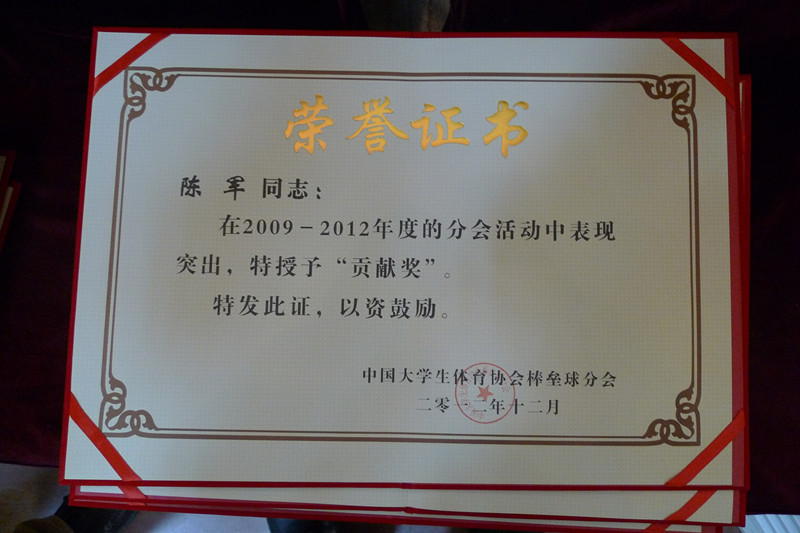 荣誉证书
陈 军 同志：
在2009－2012年度的分会活动中表现
突出，特授予“贡献奖”。
特发此证，以资鼓励。
中国大学生体育协会棒垒球分会
二零一二年十二月